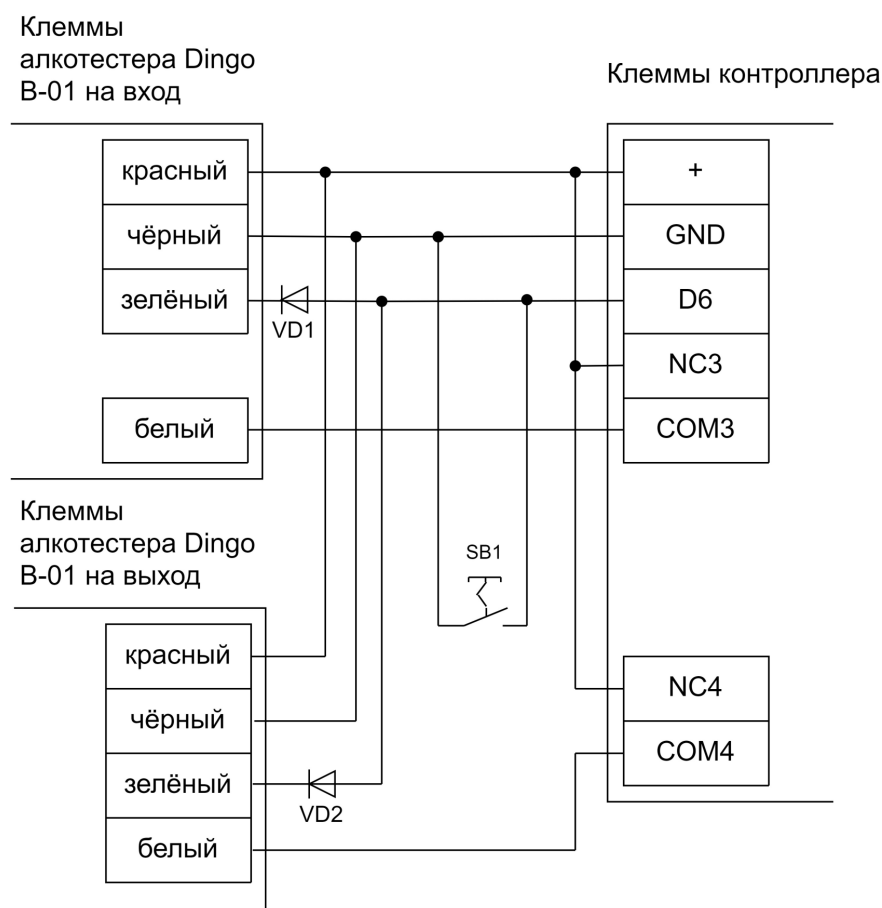 Клеммы
алкотестера Dingo
B-01 на вход
Клеммы контроллера
красный
+
чёрный
GND
зелёный
D6
VD1
NC3
белый
COM3
Клеммы
алкотестера Dingo
B-01 на выход
SB1
красный
NC4
чёрный
COM4
зелёный
VD2
белый